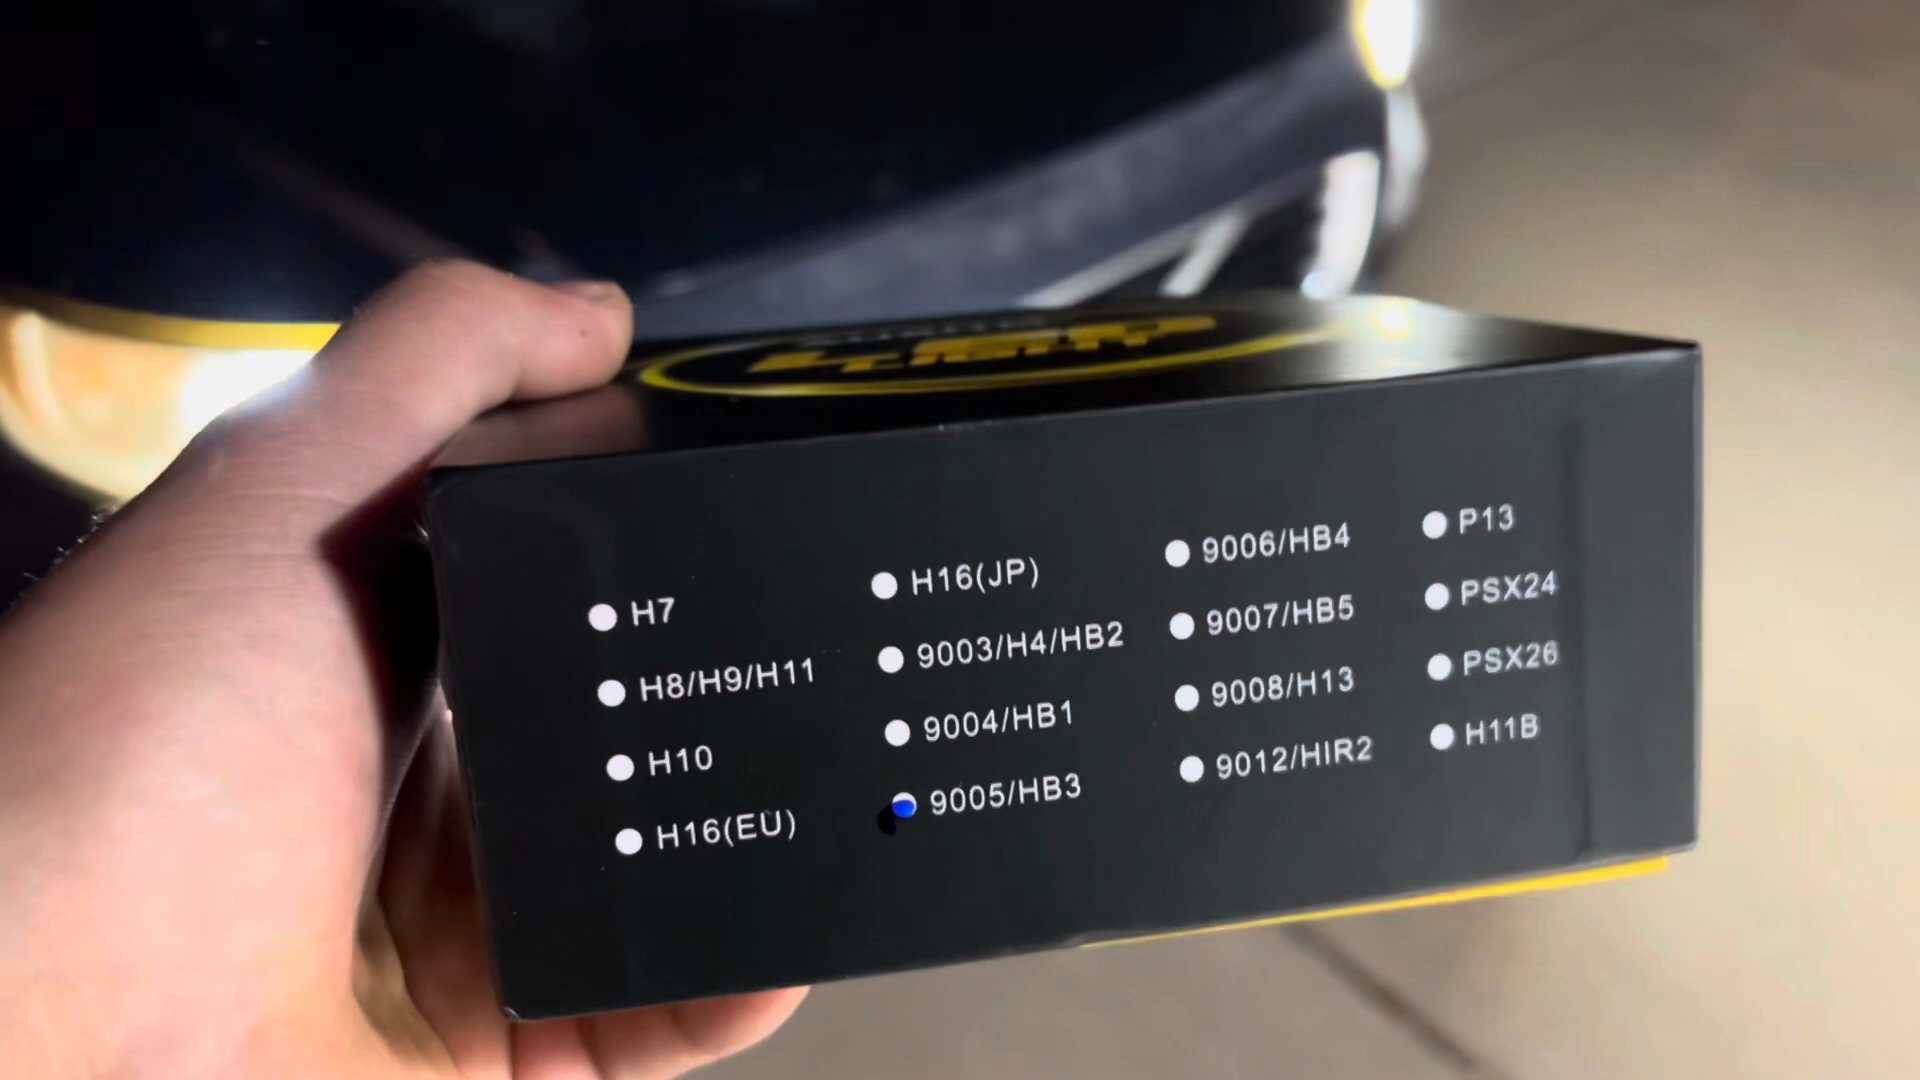 H7
H8/H9/H11
H10
H16(EU)
H16(JP)
9003/H4/HB2
9004/HB1
9005/HB3
9006/HB4
9007/HB5
9008/H13
9012/HIR2
P13
PSX24
PSX26
H11B